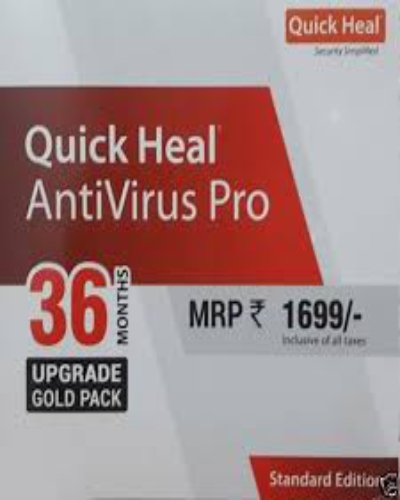 Quick Heal
Security Simplified
Quick Heal
AntiVirus Pro
36
MONTHS
MRP ₹ 1699/-
Inclusive of all taxes
UPGRADE
GOLD PACK
Standard Edition